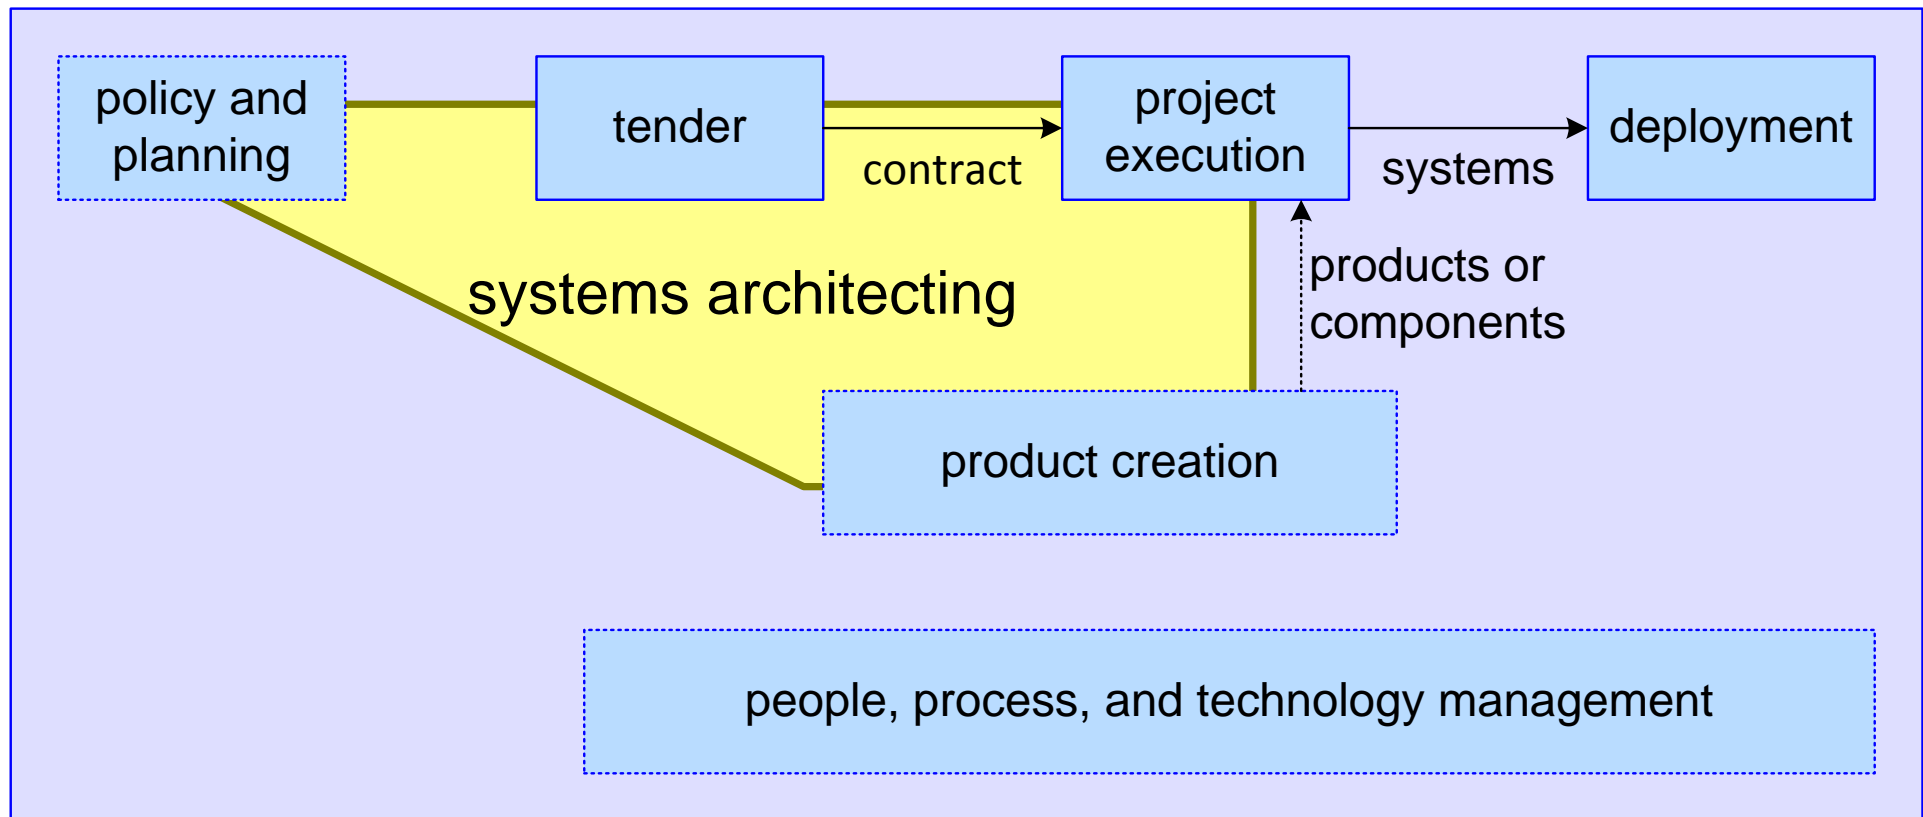 policy and
planning
tender
contract
project
execution
systems
deployment
systems architecting
products or
components
product creation
people, process, and technology management